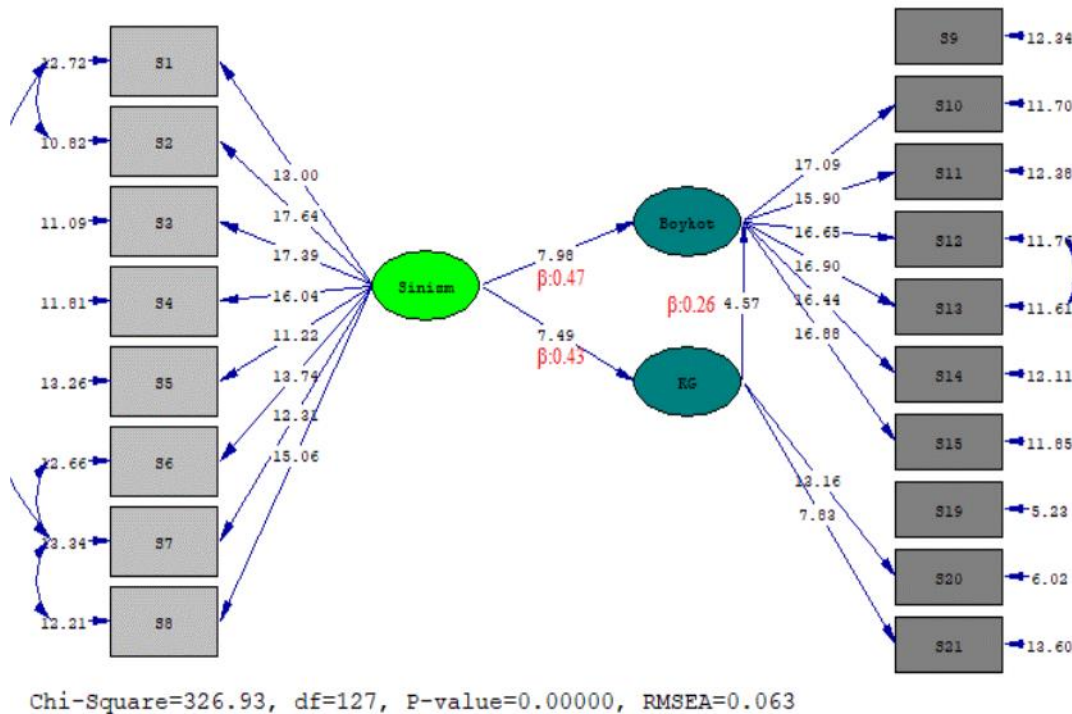 12.72 S1
10.82 S2
11.09 S3
11.81 S4
13.26 S5
12.66 S6
13.34 S7
12.21 S8
13.00
17.64
17.39
16.04
11.22
13.74
12.31
15.06
Sinism
7.98
β:0.47
7.49
β:0.43
Boykot
β:0.26 4.57
KG
17.09
15.90
16.65
16.90
16.44
16.88
13.16
7.83
S9 12.34
S10 11.70
S11 12.38
S12 11.76
S13 11.61
S14 12.11
S15 11.85
S19 5.23
S20 6.02
S21 13.60
Chi-Square=326.93, df=127, P-value=0.00000, RMSEA=0.063